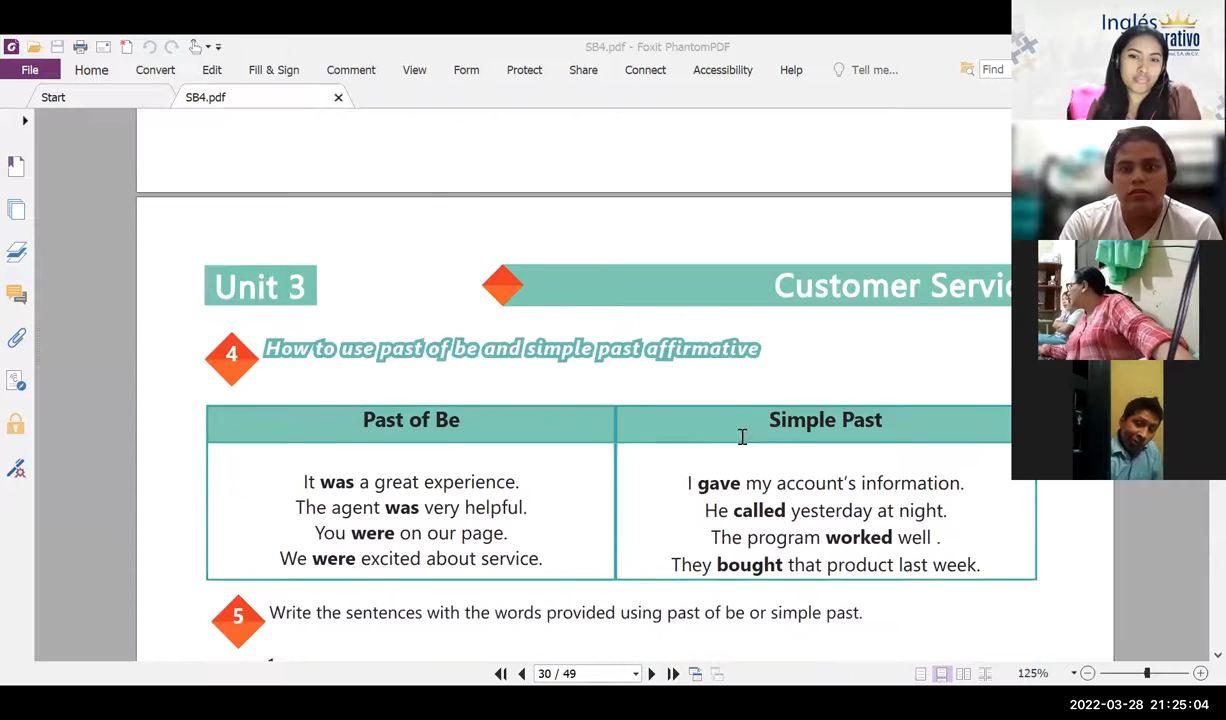 Inglés
SB4.pdf - Foxit PhantomPDF
File Home Convert Edit Fill & Sign Comment View Form Protect Share Connect Accessibility Help Tell me... Find
Start SB4.pdf
Unit 3 Customer
4 How to use past of be and simple past affirmative
Past of Be
It was a great experience.
The agent was very helpful.
You were on our page.
We were excited about service.
Simple Past
I gave my account's information.
He called yesterday at night.
The program worked well .
They bought that product last week.
5 Write the sentences with the words provided using past of be or simple past.
30 / 49 125%
2022-03-28 21:25:04